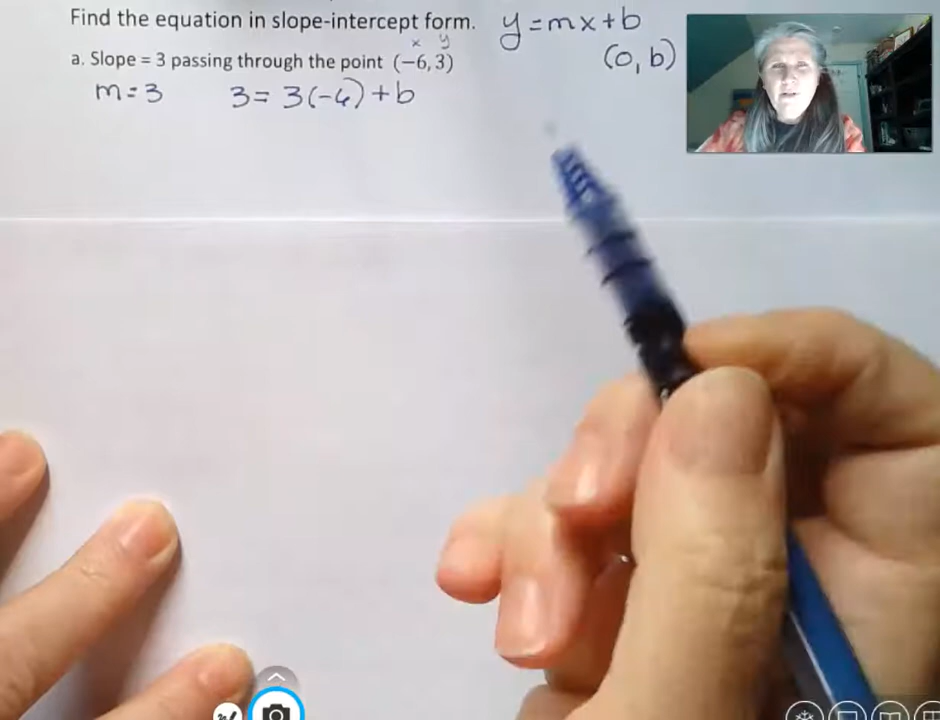 Find the equation in slope-intercept form. y = mx + b
x y
(0, b)
a. Slope = 3 passing through the point (−6, 3)
m = 3 3 = 3(-6) + b